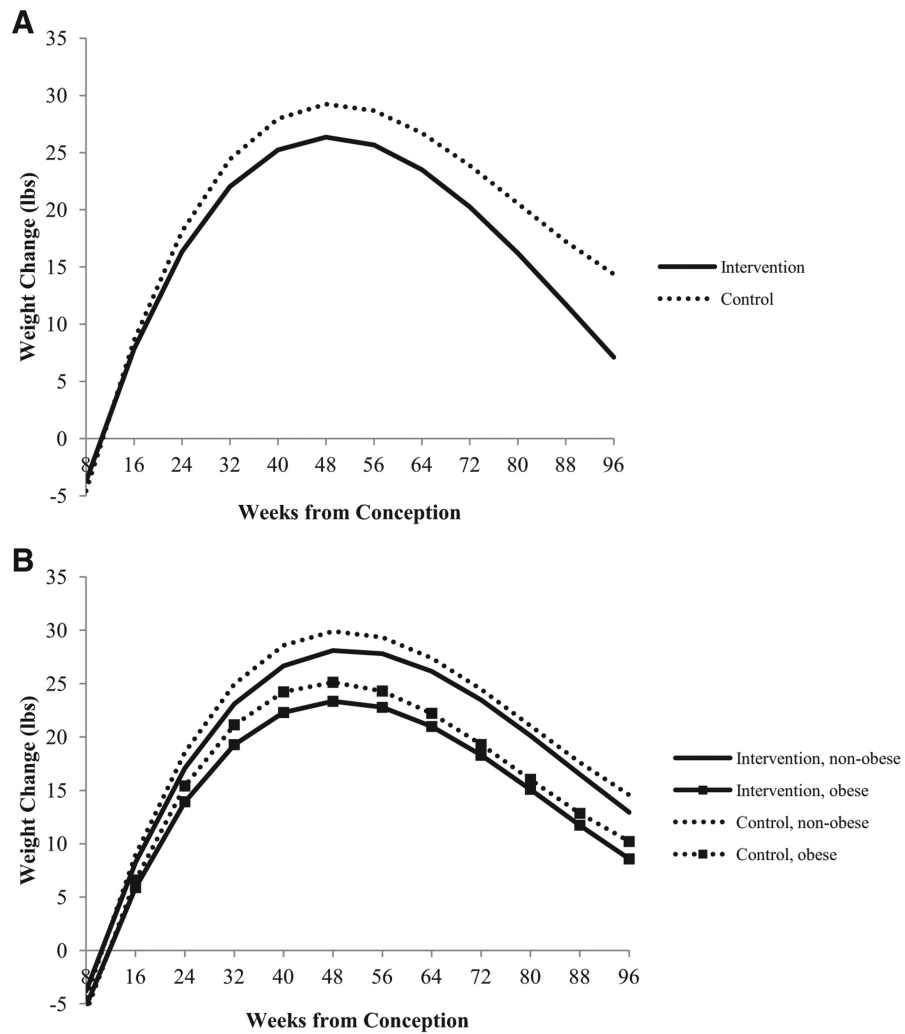 A
35
30
25
20
15
10
5
0
-5
Weight Change (lbs)
8 16 24 32 40 48 56 64 72 80 88 96
Weeks from Conception
Intervention
Control
B
35
30
25
20
15
10
5
0
-5
Weight Change (lbs)
8 16 24 32 40 48 56 64 72 80 88 96
Weeks from Conception
Intervention, non-obese
Intervention, obese
Control, non-obese
Control, obese